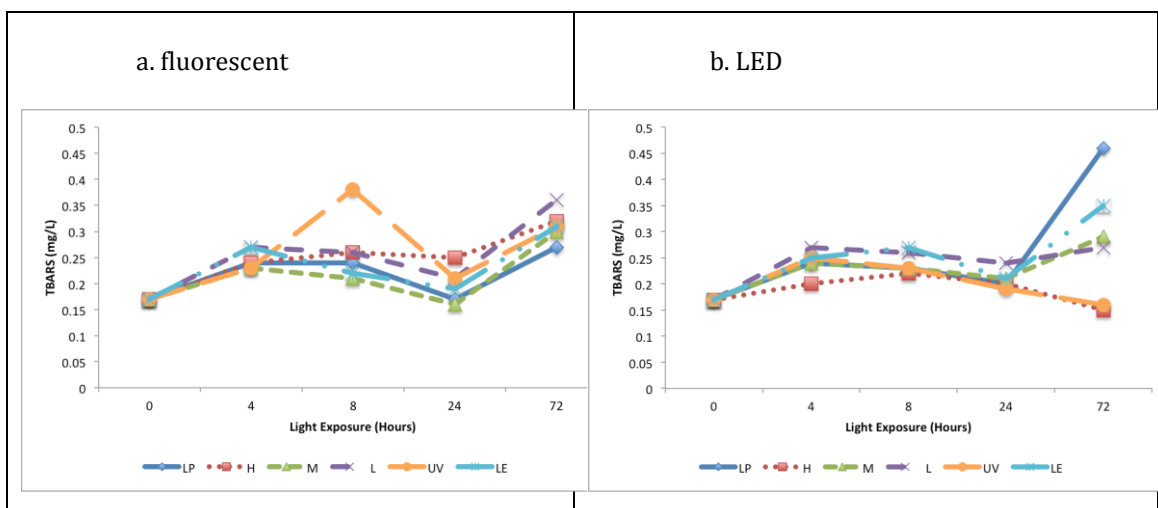 a. fluorescent
b. LED
TBARS (mg/L)
0.5
0.45
0.4
0.35
0.3
0.25
0.2
0.15
0.1
0.05
0
0 4 8 24 72
Light Exposure (Hours)
LP H M L UV LE
TBARS (mg/L)
0.5
0.45
0.4
0.35
0.3
0.25
0.2
0.15
0.1
0.05
0
0 4 8 24 72
Light Exposure (Hours)
LP H M L UV LE